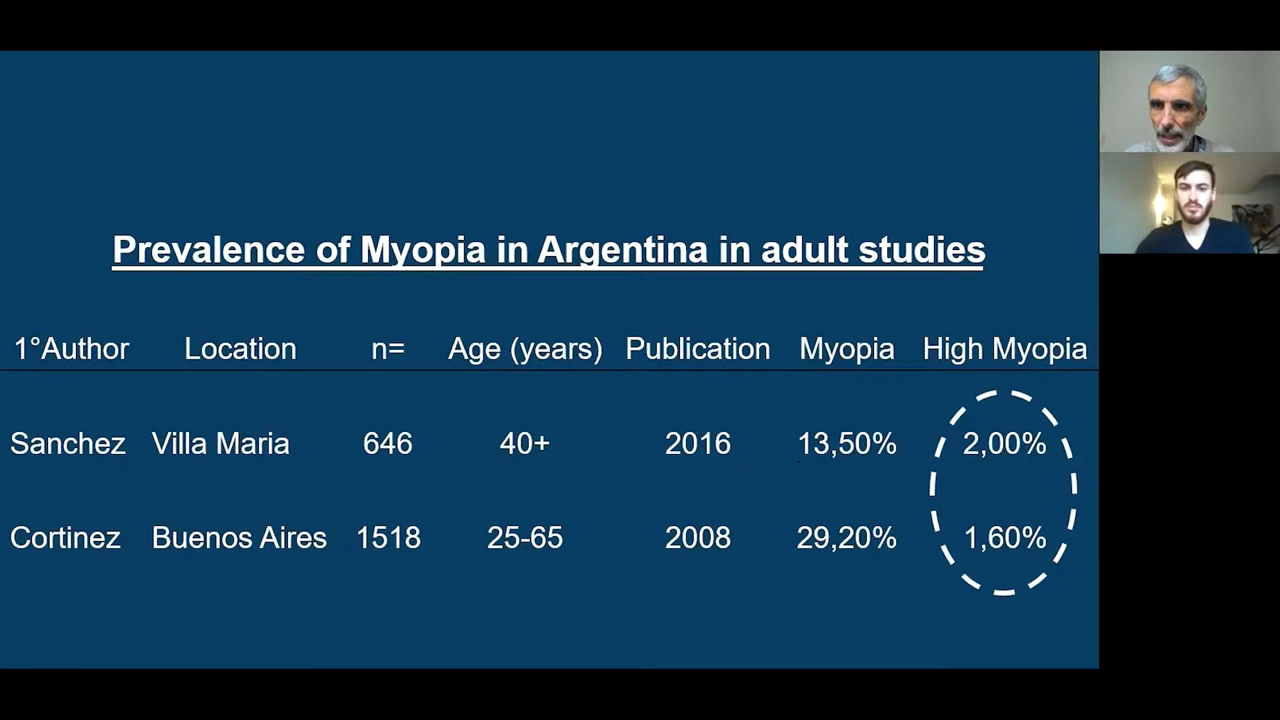 Prevalence of Myopia in Argentina in adult studies
1°Author Location n= Age (years) Publication Myopia High Myopia
Sanchez Villa Maria 646 40+ 2016 13,50% 2,00%
Cortinez Buenos Aires 1518 25-65 2008 29,20% 1,60%